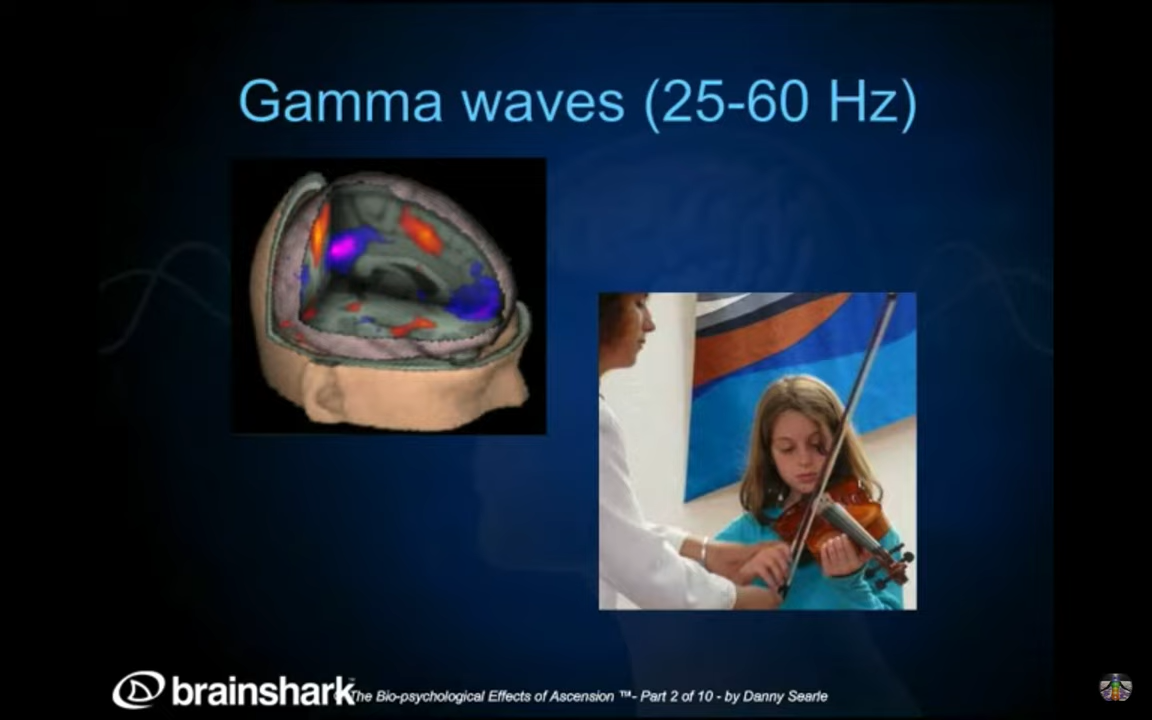 Gamma waves (25-60 Hz)
brainshark
The Bio-psychological Effects of Ascension ™- Part 2 of 10 - by Danny Searle